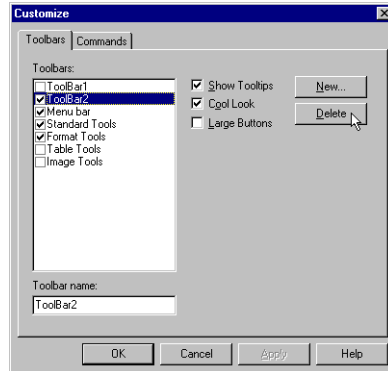 Customize
Toolbars Commands
Toolbars:
ToolBar1
ToolBar2
Menu bar
Standard Tools
Format Tools
Table Tools
Image Tools
Show Tooltips
Cool Look
Large Buttons
New...
Delete
Toolbar name:
ToolBar2
OK Cancel Apply Help